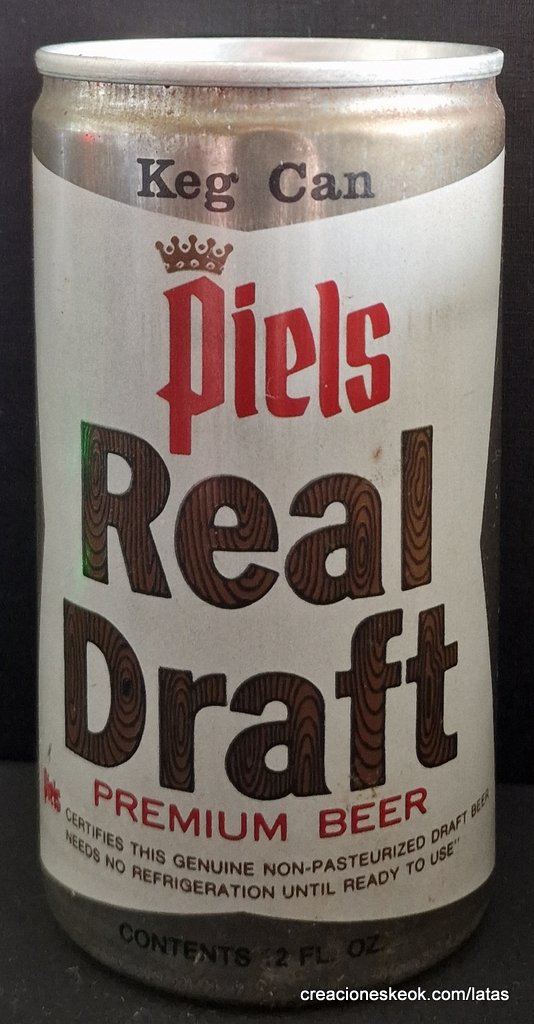 Keg Can
Piels
Real
Draft
PREMIUM BEER
Piels CERTIFIES THIS GENUINE NON-PASTEURIZED DRAFT BEER
NEEDS NO REFRIGERATION UNTIL READY TO USE"
CONTENTS 2 FL. OZ.
creacioneskeok.com/latas